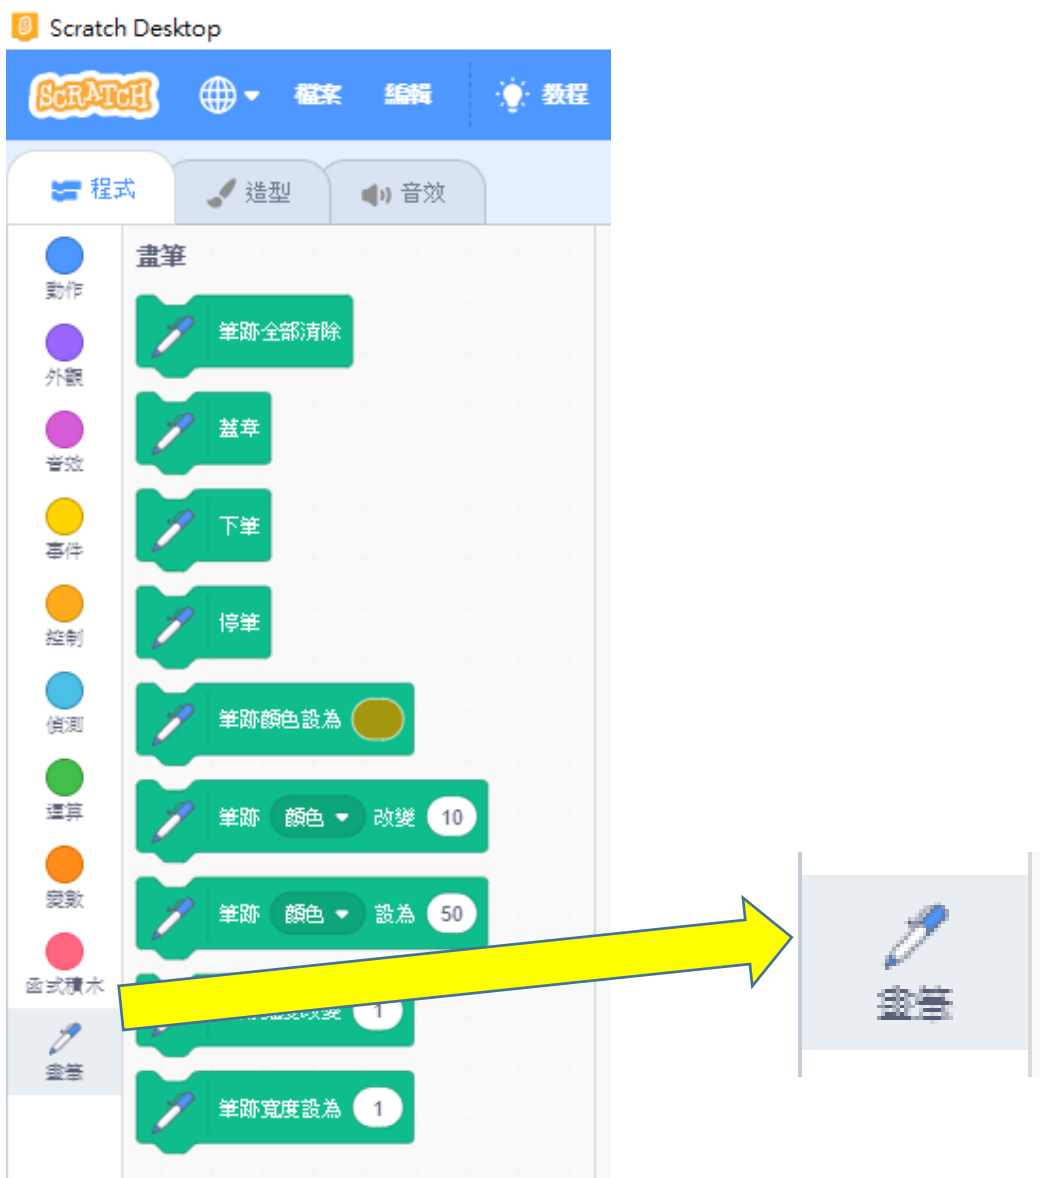 Scratch Desktop
SCRATCH 檔案 編輯 教程
程式 造型 音效
動作
外觀
音效
事件
控制
偵測
運算
變數
函式積木
畫筆
畫筆
筆跡全部清除
蓋章
下筆
停筆
筆跡顏色設為
筆跡 顏色 改變 10
筆跡 顏色 設為 50
改變 1
筆跡寬度設為 1
畫筆